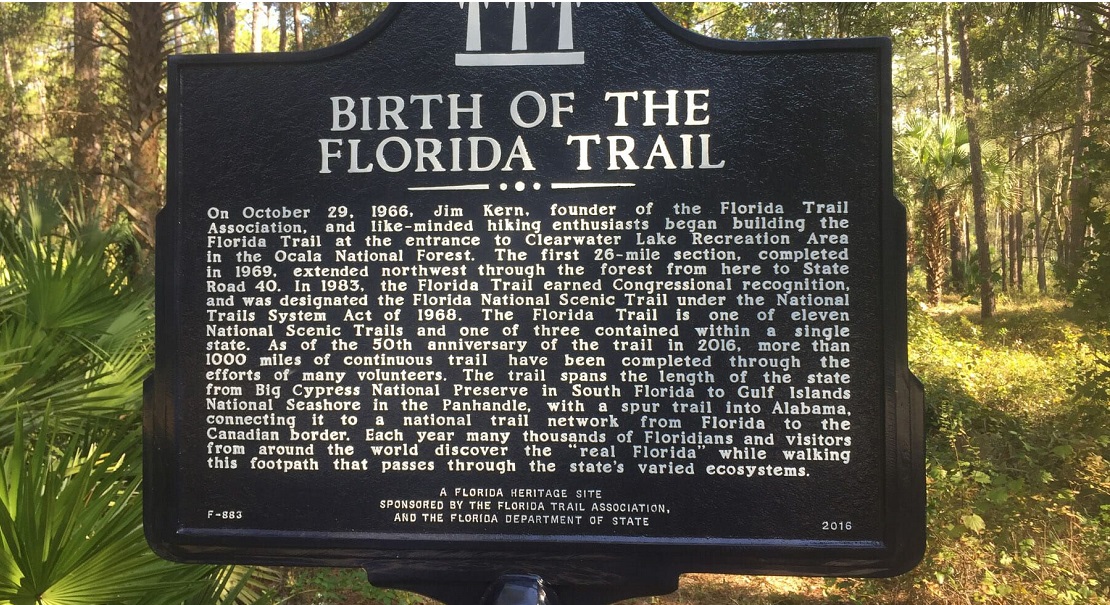 BIRTH OF THE
FLORIDA TRAIL
On October 29, 1966, Jim Kern, founder of the Florida Trail
Association, and like-minded hiking enthusiasts began building the
Florida Trail at the entrance to Clearwater Lake Recreation Area
in the Ocala National Forest. The first 26-mile section, completed
in 1969, extended northwest through the forest from here to State
Road 40. In 1983, the Florida Trail earned Congressional recognition,
and was designated the Florida National Scenic Trail under the National
Trails System Act of 1968. The Florida Trail is one of eleven
National Scenic Trails and one of three contained within a single
state. As of the 50th anniversary of the trail in 2016, more than
1000 miles of continuous trail have been completed through the
efforts of many volunteers. The trail spans the length of the state
from Big Cypress National Preserve in South Florida to Gulf Islands
National Seashore in the Panhandle, with a spur trail into Alabama,
connecting it to a national trail network from Florida to the
Canadian border. Each year many thousands of Floridians and visitors
from around the world discover the "real Florida" while walking
this footpath that passes through the state's varied ecosystems.
A FLORIDA HERITAGE SITE
SPONSORED BY THE FLORIDA TRAIL ASSOCIATION,
AND THE FLORIDA DEPARTMENT OF STATE
F-883
2016